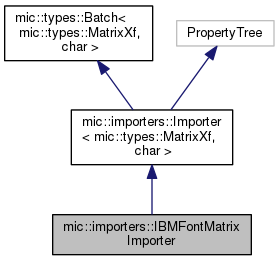 mic::types::Batch<
mic::types::MatrixXf,
char >
PropertyTree
mic::importers::Importer
< mic::types::MatrixXf,
char >
mic::importers::IBMFontMatrix
Importer